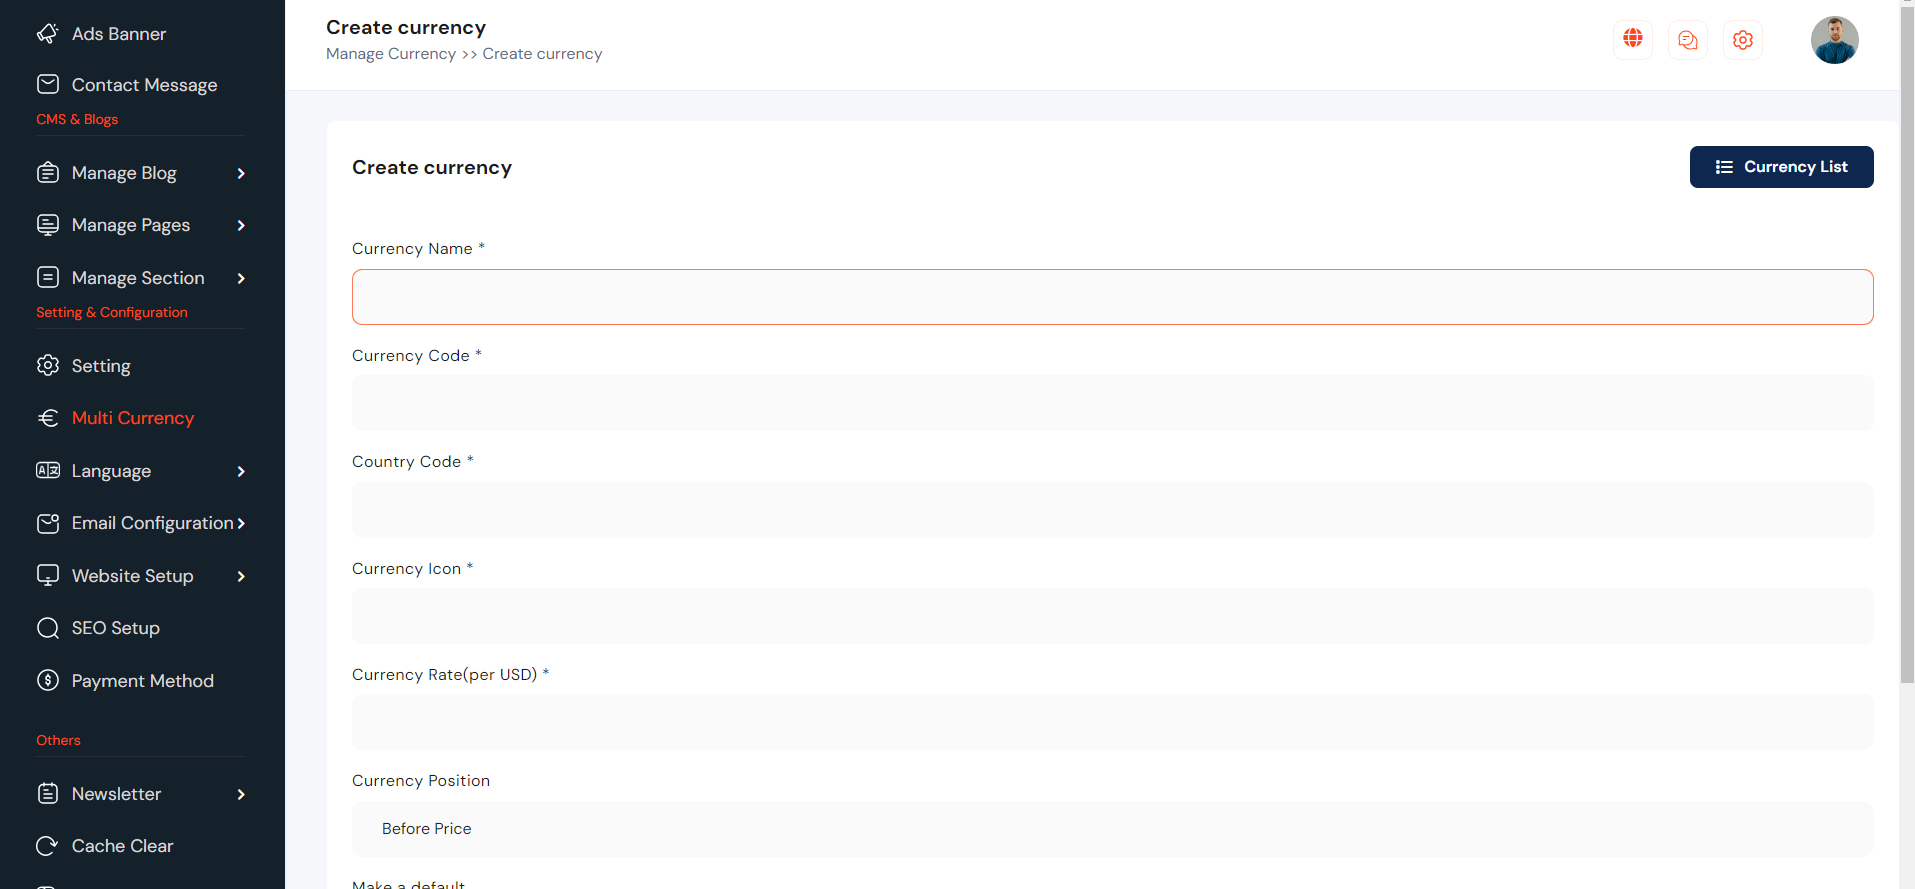 Ads Banner
Contact Message
CMS & Blogs
Manage Blog
Manage Pages
Manage Section
Setting & Configuration
Setting
Multi Currency
Language
Email Configuration
Website Setup
SEO Setup
Payment Method
Others
Newsletter
Cache Clear
Create currency
Manage Currency >> Create currency
Create currency
Currency List
Currency Name *
Currency Code *
Country Code *
Currency Icon *
Currency Rate(per USD) *
Currency Position
Before Price
Make a default